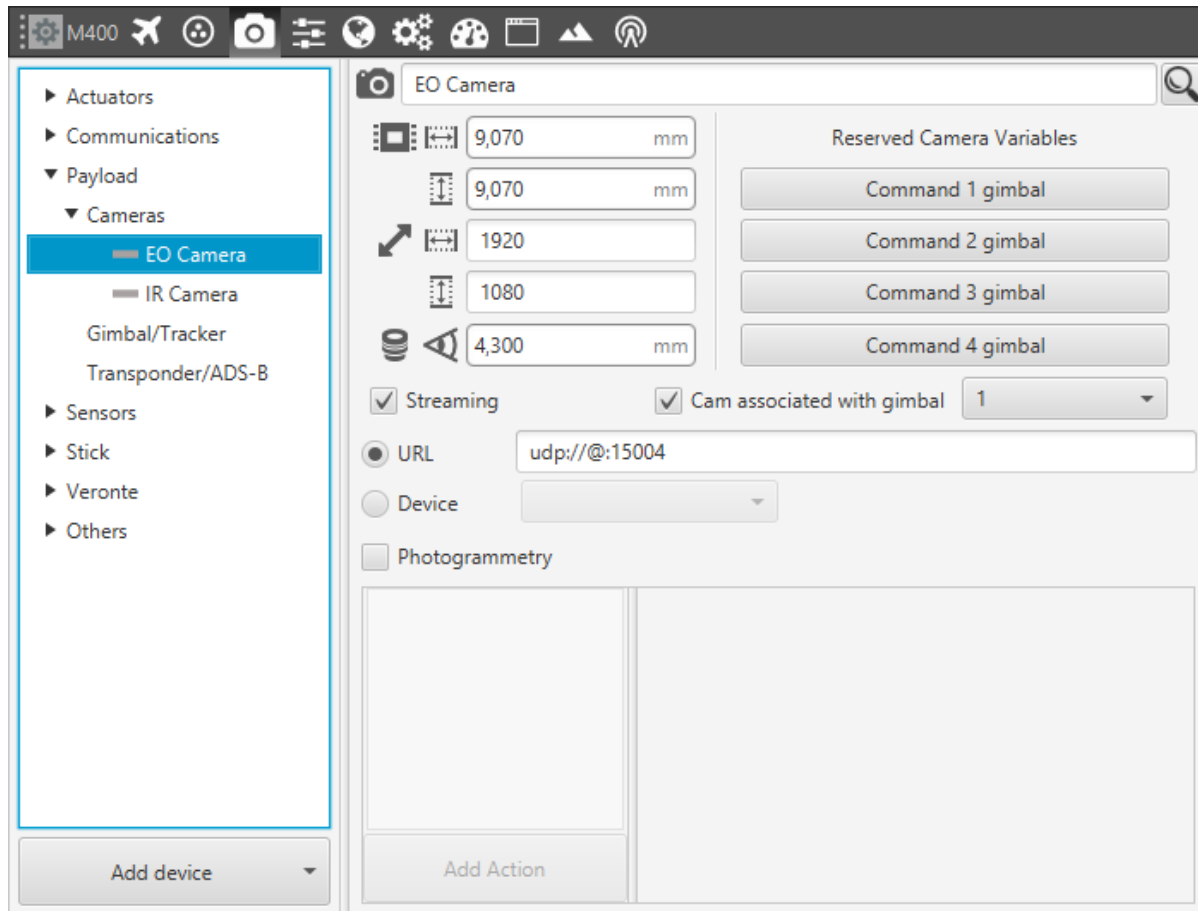 M400
Actuators
Communications
Payload
Cameras
EO Camera
IR Camera
Gimbal/Tracker
Transponder/ADS-B
Sensors
Stick
Veronte
Others
Add device
EO Camera
9,070 mm
9,070 mm
1920
1080
4,300 mm
Reserved Camera Variables
Command 1 gimbal
Command 2 gimbal
Command 3 gimbal
Command 4 gimbal
Streaming
Cam associated with gimbal 1
URL udp://@:15004
Device
Photogrammetry
Add Action